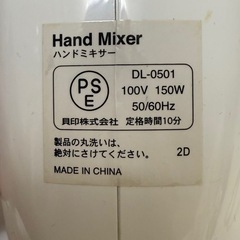 Hand Mixer
ハンドミキサー
PS
E
DL-0501
100V 150W
50/60Hz
貝印株式会社 定格時間10分
製品の丸洗いは、
絶対にさけてください。 2D
MADE IN CHINA